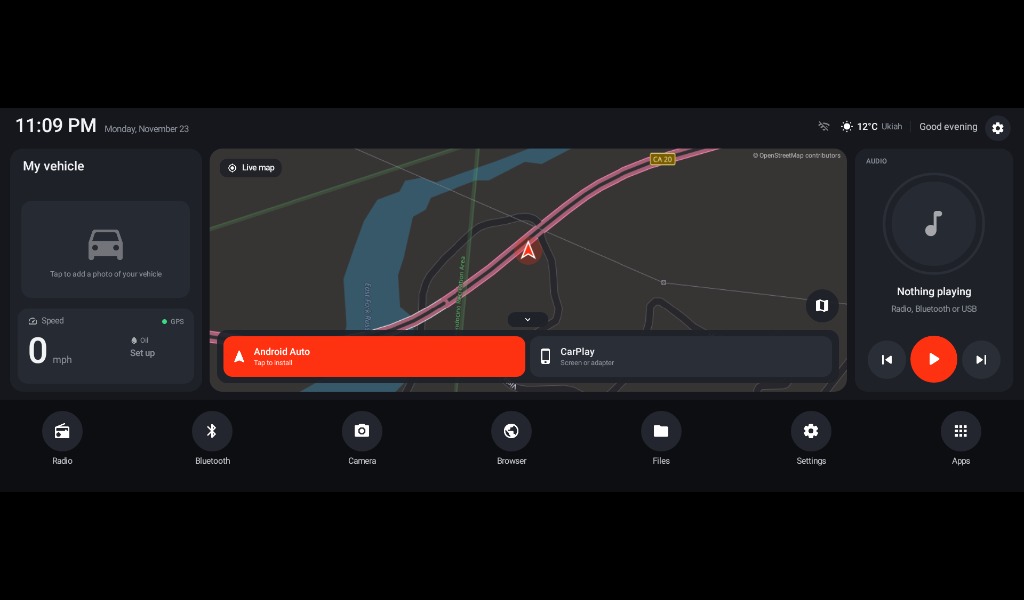 11:09 PM Monday, November 23
12°C Ukiah Good evening
My vehicle
Tap to add a photo of your vehicle
Speed
GPS
0 mph
Oil
Set up
Live map
CA 20
© OpenStreetMap contributors
Android Auto
Tap to install
CarPlay
Screen or adapter
AUDIO
Nothing playing
Radio, Bluetooth or USB
Radio
Bluetooth
Camera
Browser
Files
Settings
Apps